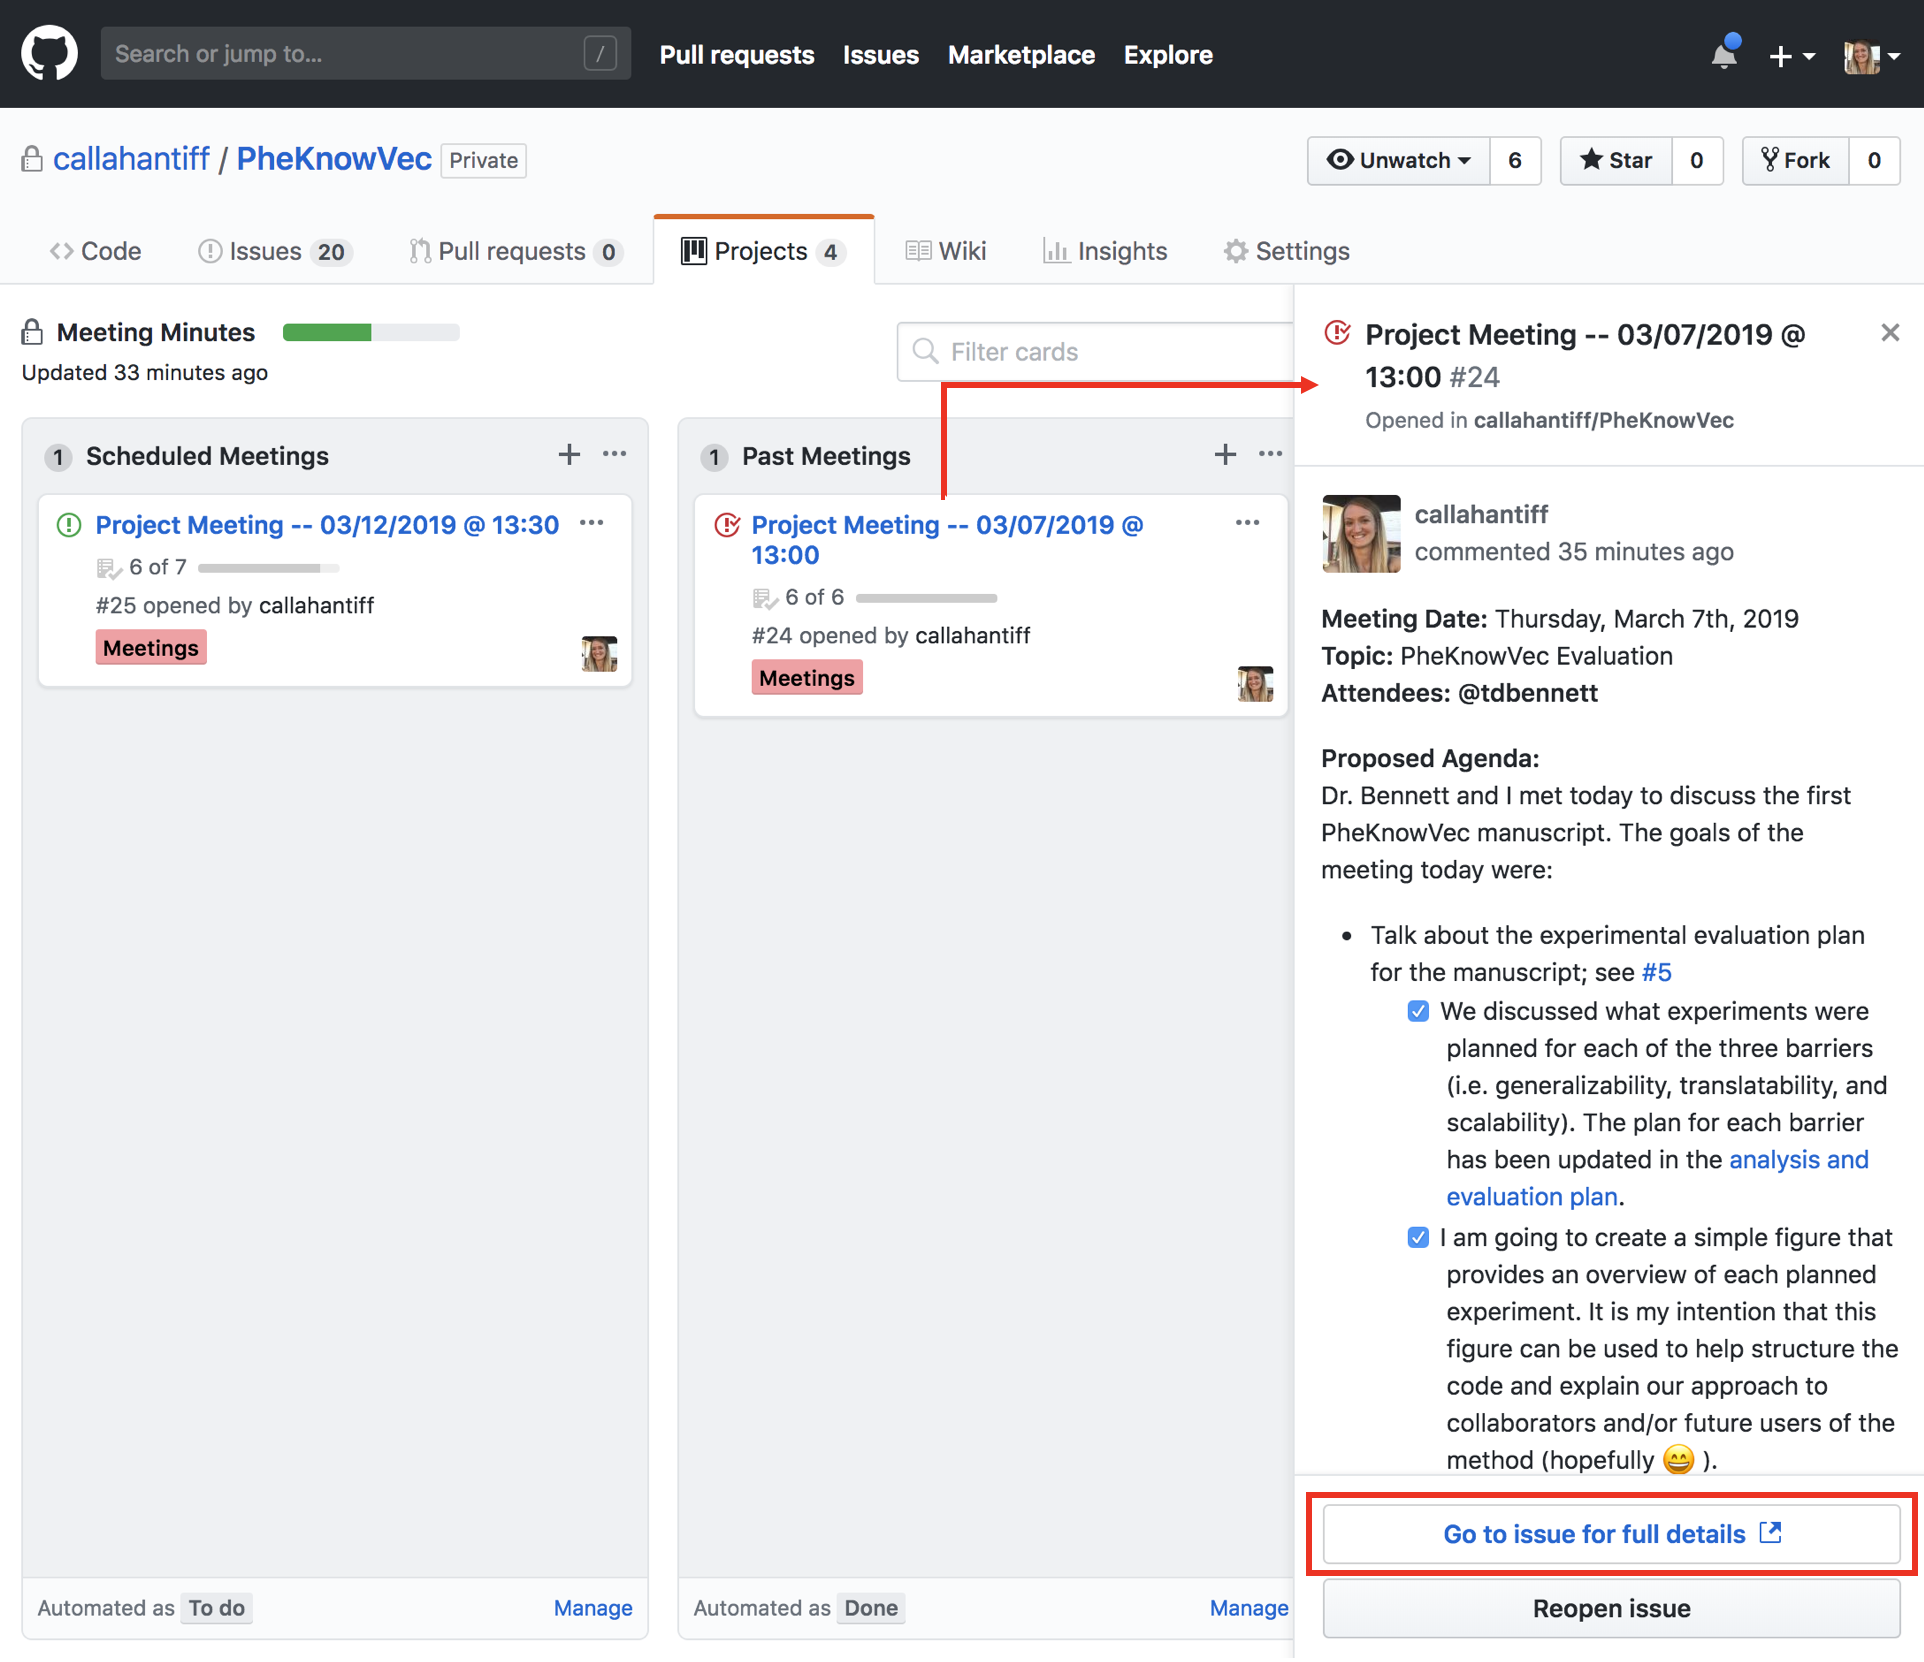 Search or jump to...
/
Pull requests
Issues
Marketplace
Explore
callahantiff / PheKnowVec
Private
Unwatch
6
Star
0
Fork
0
Code
Issues 20
Pull requests 0
Projects 4
Wiki
Insights
Settings
Meeting Minutes
Updated 33 minutes ago
Filter cards
1 Scheduled Meetings
Project Meeting -- 03/12/2019 @ 13:30
6 of 7
#25 opened by callahantiff
Meetings
Automated as To do
Manage
1 Past Meetings
Project Meeting -- 03/07/2019 @
13:00
6 of 6
#24 opened by callahantiff
Meetings
Automated as Done
Manage
Project Meeting -- 03/07/2019 @
13:00 #24
Opened in callahantiff/PheKnowVec
callahantiff
commented 35 minutes ago
Meeting Date: Thursday, March 7th, 2019
Topic: PheKnowVec Evaluation
Attendees: @tdbennett
Proposed Agenda:
Dr. Bennett and I met today to discuss the first
PheKnowVec manuscript. The goals of the
meeting today were:
• Talk about the experimental evaluation plan
for the manuscript; see #5
We discussed what experiments were
planned for each of the three barriers
(i.e. generalizability, translatability, and
scalability). The plan for each barrier
has been updated in the analysis and
evaluation plan.
I am going to create a simple figure that
provides an overview of each planned
experiment. It is my intention that this
figure can be used to help structure the
code and explain our approach to
collaborators and/or future users of the
method (hopefully 😄 ).
Go to issue for full details
Reopen issue